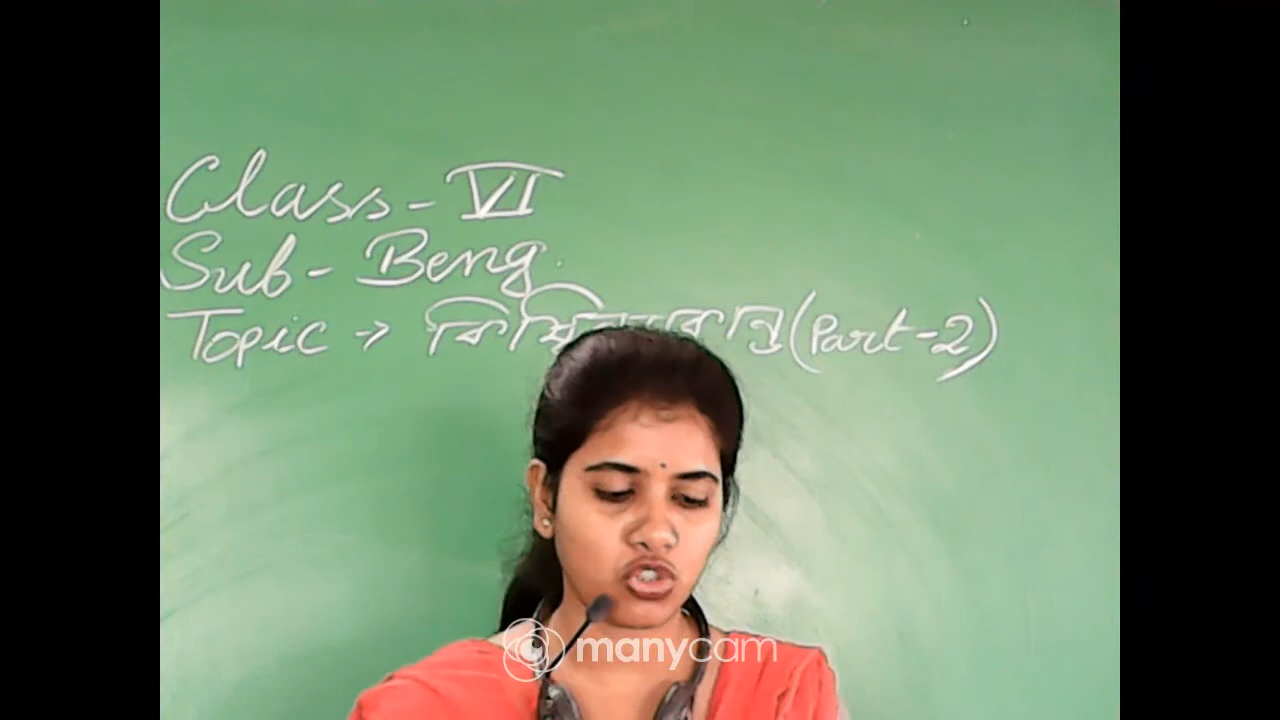 Class - VI
Sub - Beng.
Topic → (Part-2)
manycam